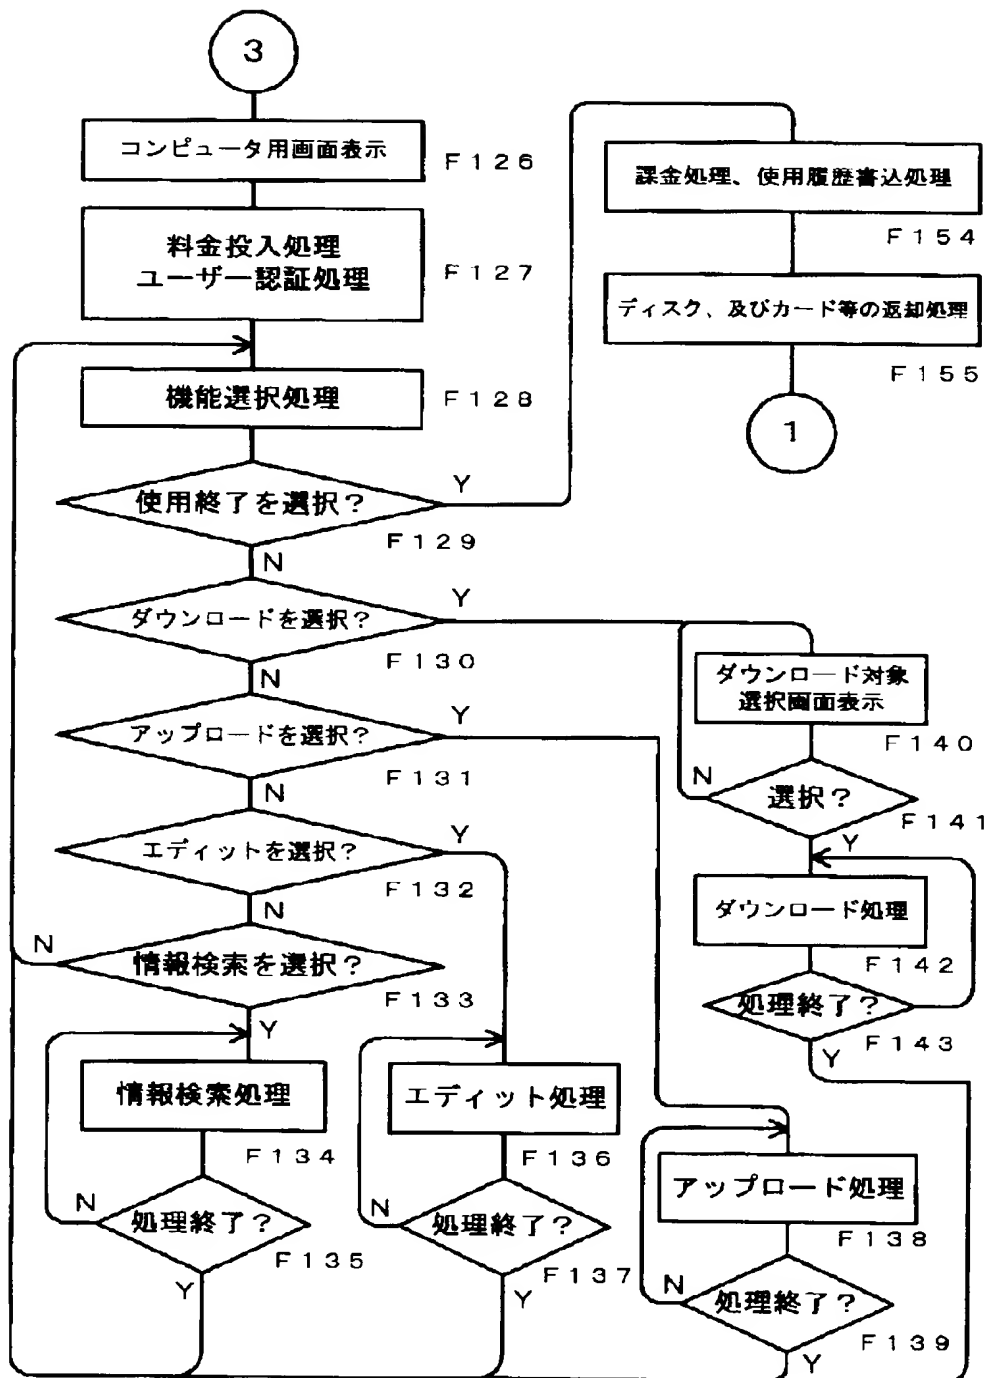 3
コンピュータ用画面表示
F126
料金投入処理
ユーザー認証処理
F127
機能選択処理
F128
使用終了を選択?
Y
F129
N
ダウンロードを選択?
Y
F130
N
アップロードを選択?
Y
F131
N
エディットを選択?
Y
F132
N
情報検索を選択?
N
F133
Y
情報検索処理
F134
処理終了?
N
F135
Y
エディット処理
F136
処理終了?
N
F137
Y
アップロード処理
F138
処理終了?
N
F139
Y
ダウンロード対象
選択画面表示
F140
選択?
N
F141
Y
ダウンロード処理
F142
処理終了?
F143
Y
課金処理、使用履歴書込処理
F154
ディスク、及びカード等の返却処理
F155
1